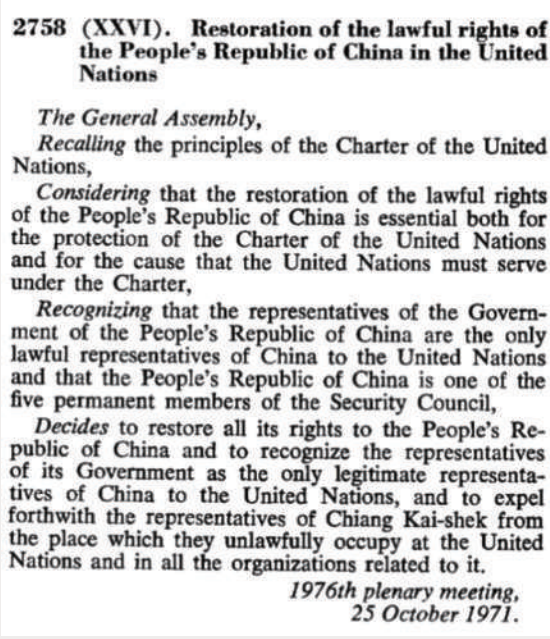 2758 (XXVI). Restoration of the lawful rights of
the People's Republic of China in the United
Nations
The General Assembly,
Recalling the principles of the Charter of the United
Nations,
Considering that the restoration of the lawful rights
of the People's Republic of China is essential both for
the protection of the Charter of the United Nations
and for the cause that the United Nations must serve
under the Charter,
Recognizing that the representatives of the Govern-
ment of the People's Republic of China are the only
lawful representatives of China to the United Nations
and that the People's Republic of China is one of the
five permanent members of the Security Council,
Decides to restore all its rights to the People's Re-
public of China and to recognize the representatives
of its Government as the only legitimate representa-
tives of China to the United Nations, and to expel
forthwith the representatives of Chiang Kai-shek from
the place which they unlawfully occupy at the United
Nations and in all the organizations related to it.
1976th plenary meeting,
25 October 1971.